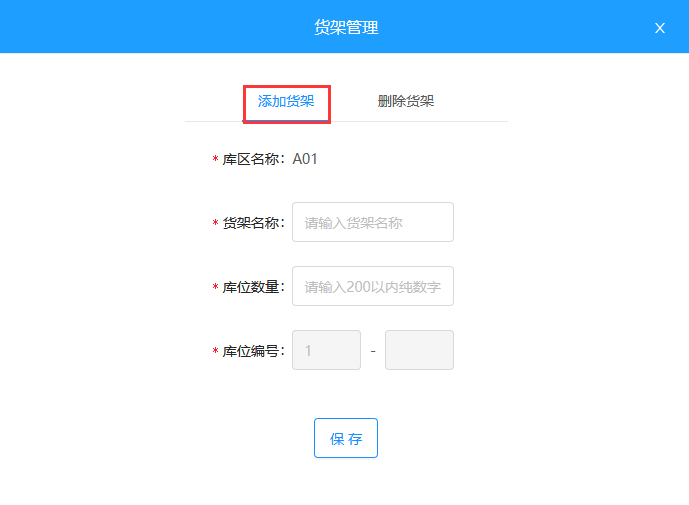 货架管理 X
添加货架 删除货架
* 库区名称: A01
* 货架名称: 请输入货架名称
* 库位数量: 请输入200以内纯数字
* 库位编号: 1 -
保 存